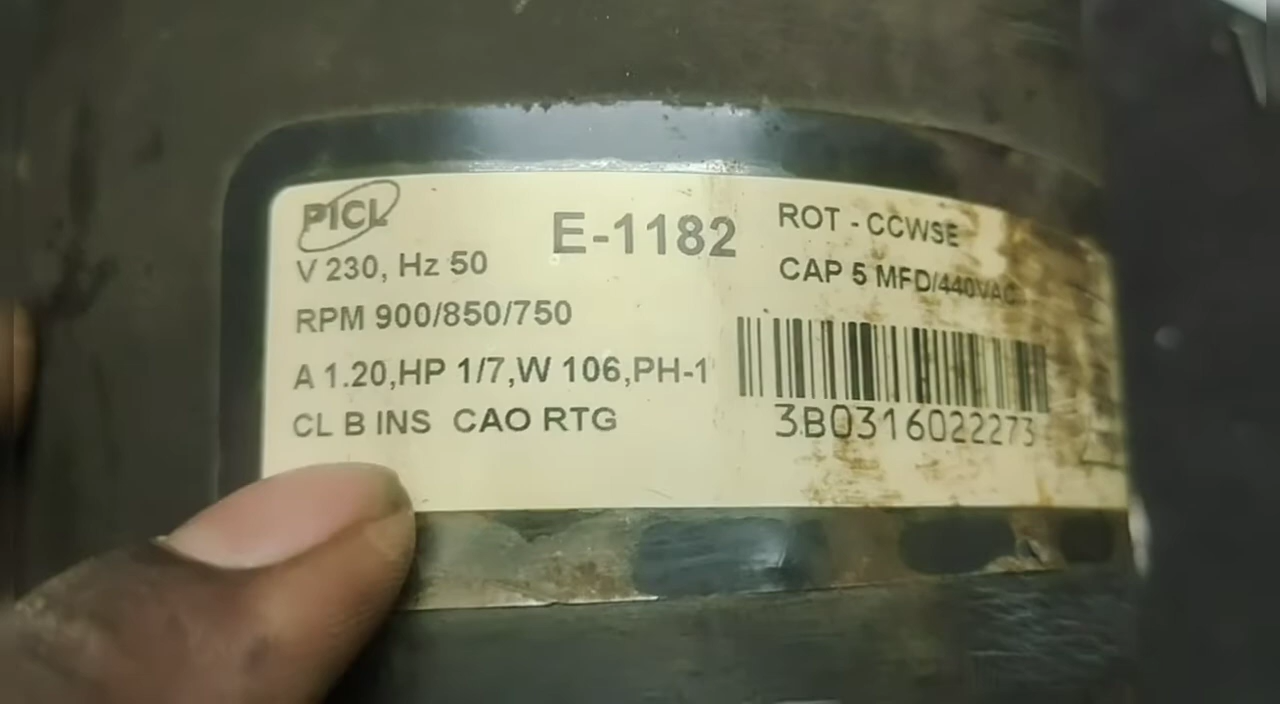 PICL
E-1182
V 230, Hz 50
RPM 900/850/750
A 1.20,HP 1/7,W 106,PH-1
CL B INS CAO RTG
ROT - CCWSE
CAP 5 MFD/440VAC
3B0316022273